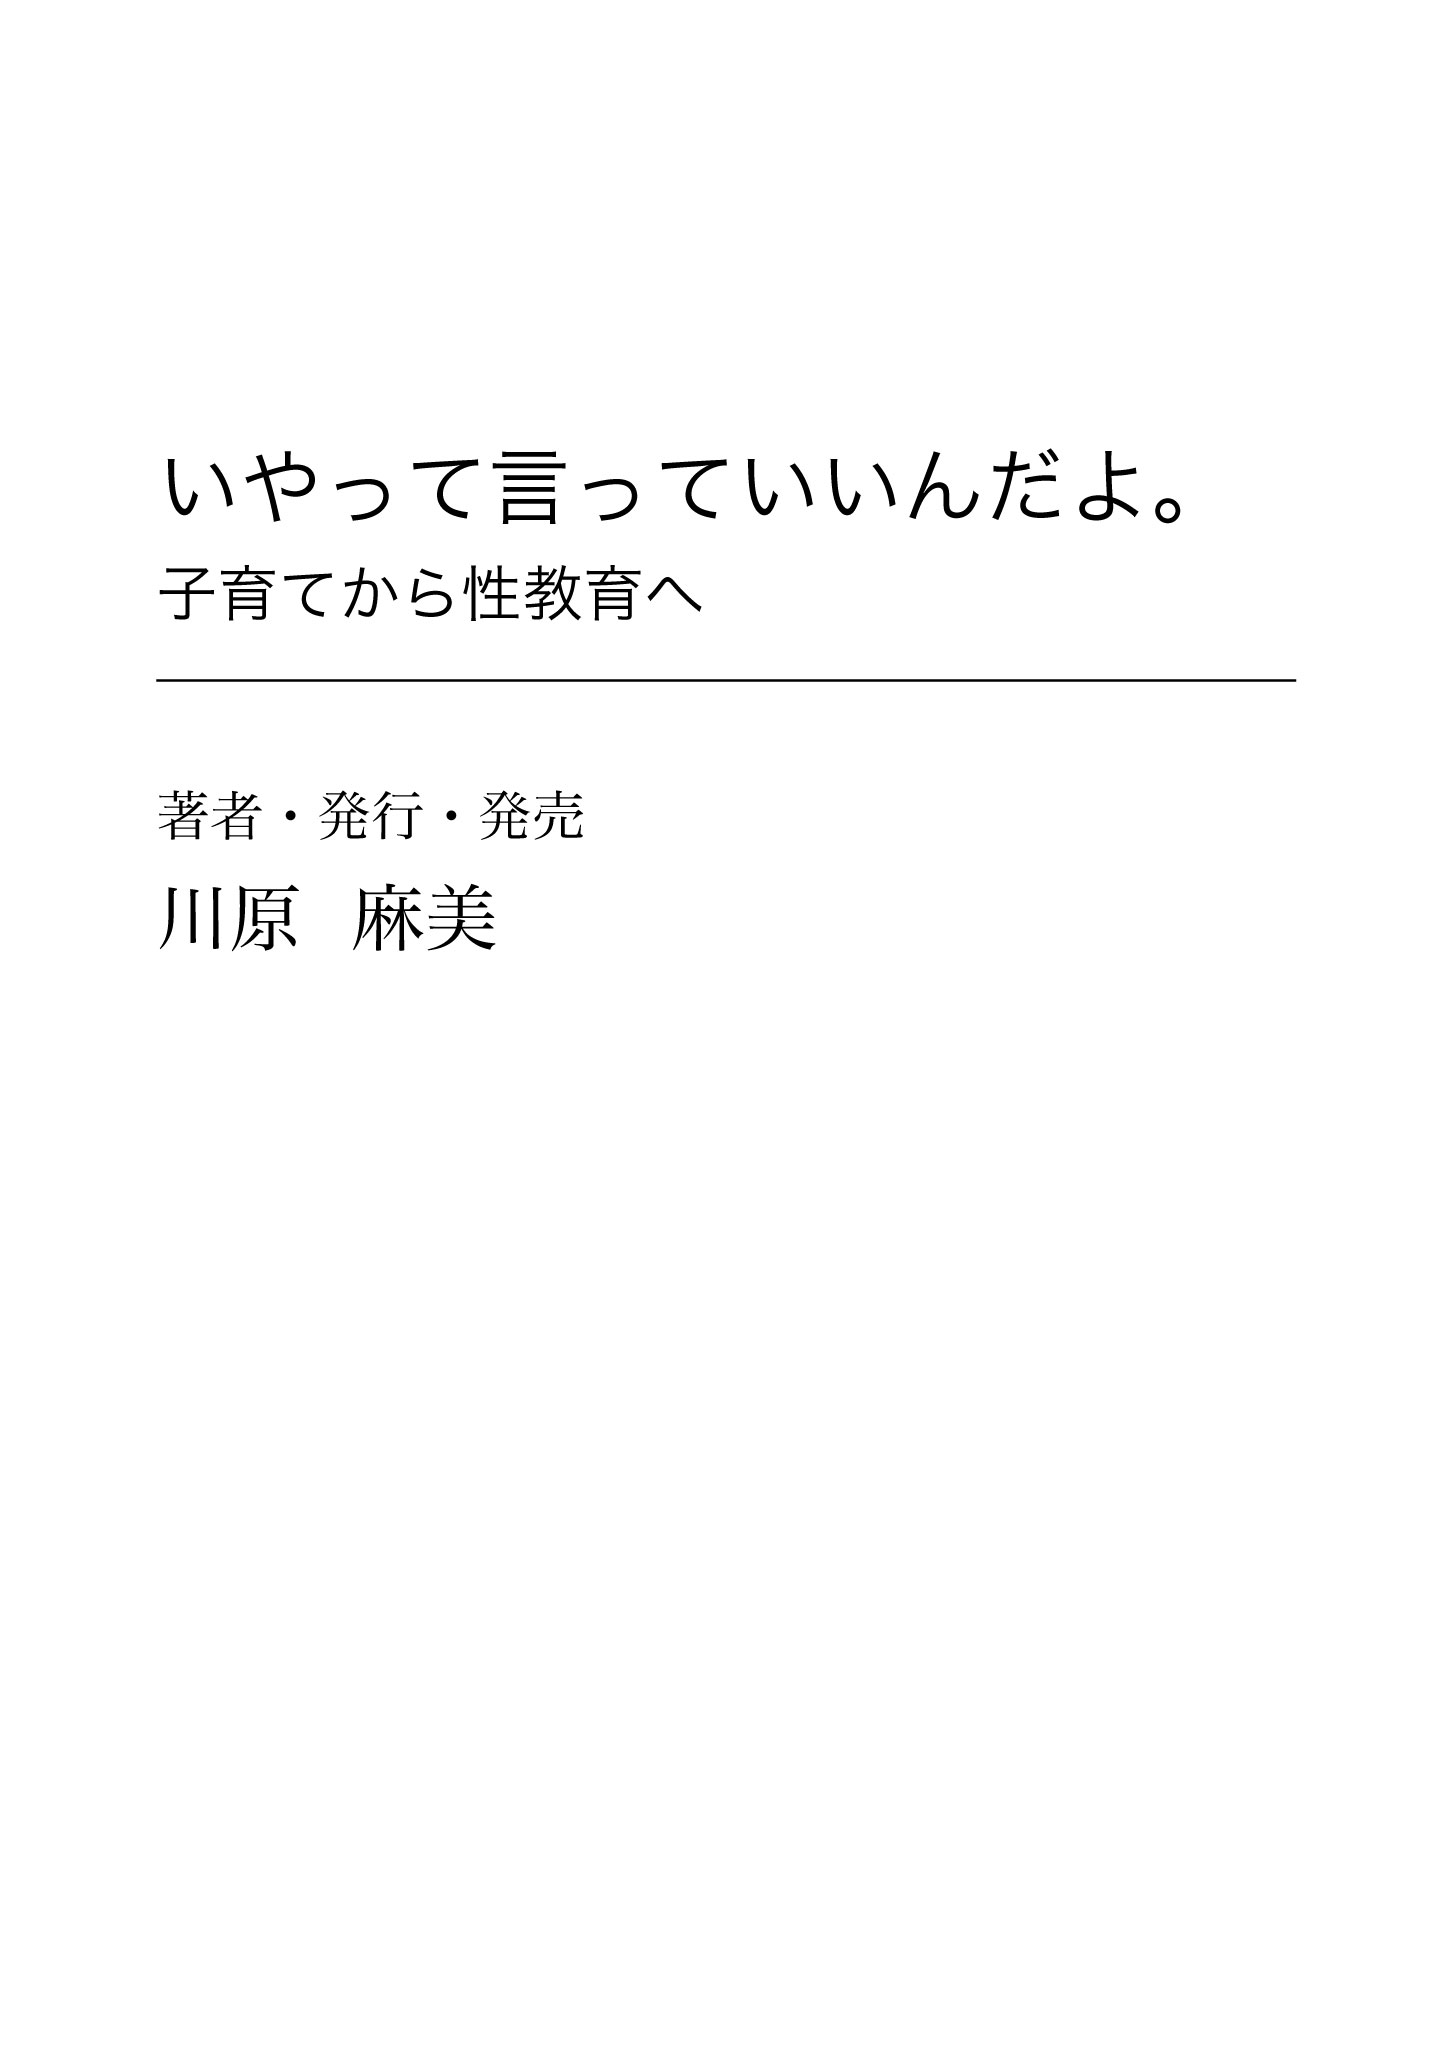 いやって言っていいんだよ。
子育てから性教育へ
著者・発行・発売
川原　麻美